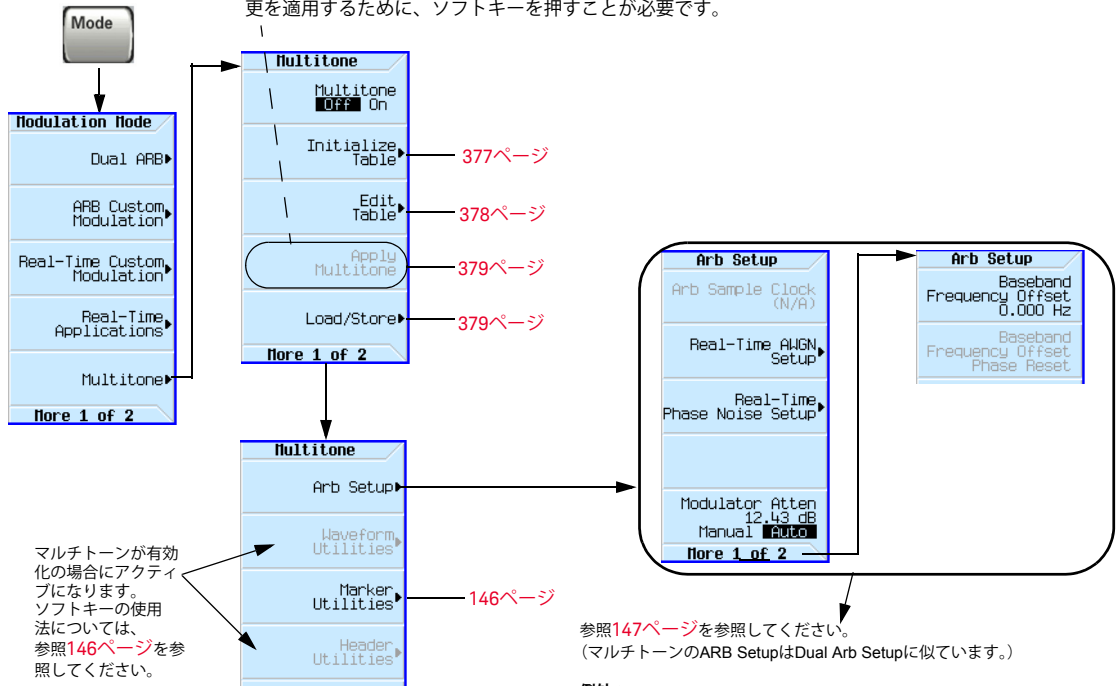 更を適用するために、ソフトキーを押すことが必要です。
Mode
Modulation Mode
Dual ARB
ARB Custom
Modulation
Real-Time Custom
Modulation
Real-Time
Applications
Multitone
More 1 of 2
Multitone
Multitone
Off On
Initialize
Table
377ページ
Edit
Table
378ページ
Apply
Multitone
379ページ
Load/Store
379ページ
More 1 of 2
Multitone
Arb Setup
Waveform
Utilities
Marker
Utilities
146ページ
Header
Utilities
マルチトーンが有効
化の場合にアクティ
ブになります。
ソフトキーの使用
法については、
参照146ページを参
照してください。
Arb Setup
Arb Sample Clock
(N/A)
Real-Time AWGN
Setup
Real-Time
Phase Noise Setup
Modulator Atten
12.43 dB
Manual Auto
More 1 of 2
Arb Setup
Baseband
Frequency Offset
0.000 Hz
Baseband
Frequency Offset
Phase Reset
参照147ページを参照してください。
（マルチトーンのARB SetupはDual Arb Setupに似ています。）